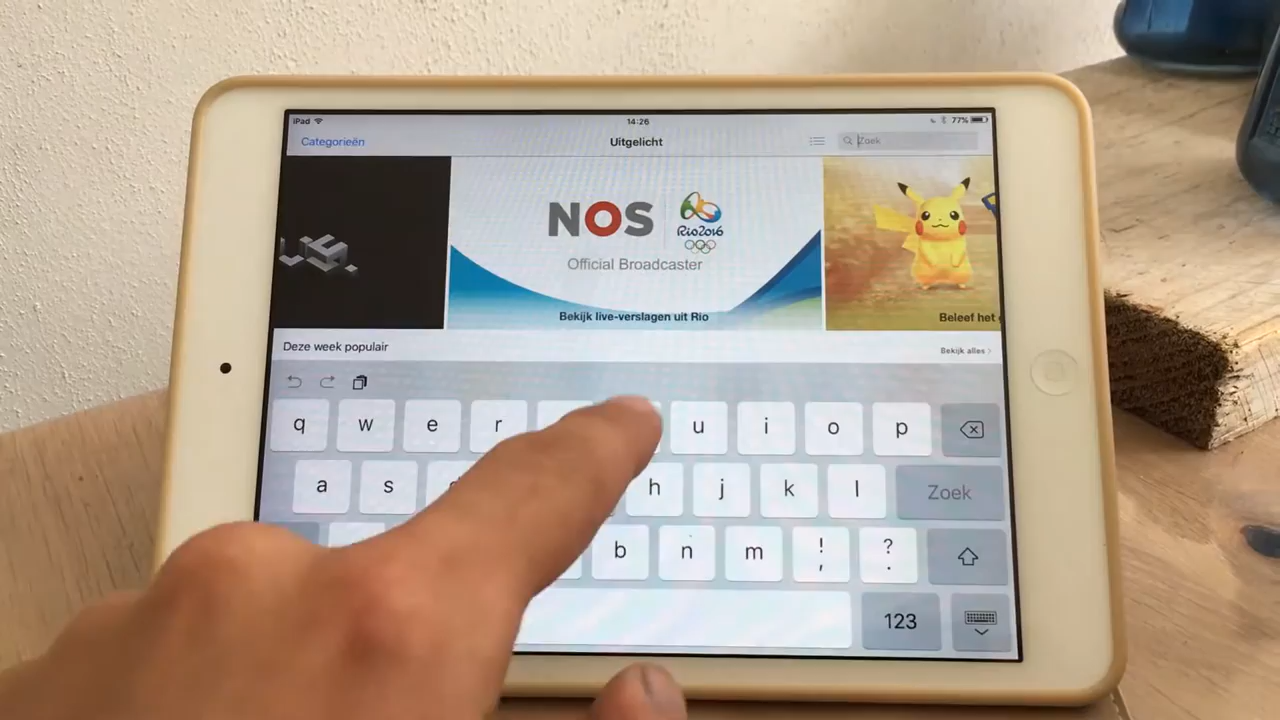 iPad
14:26
77%
Categorieën
Uitgelicht
Zoek
NOS
Rio2016
Official Broadcaster
Bekijk live-verslagen uit Rio
Beleef het
Deze week populair
Bekijk alles >
q w e r u i o p
a s h j k l Zoek
b n m ! , ? .
123